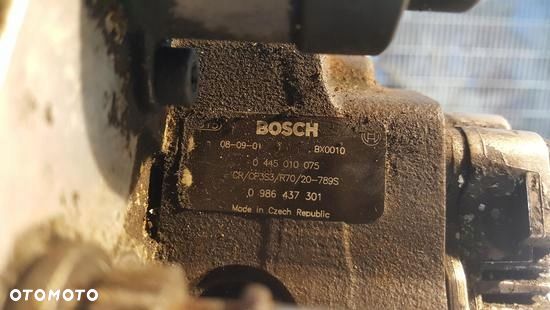 BOSCH
08-09-01 BX0010
0 445 010 075
CR/CP3S3/R70/20-789S
0 986 437 301
Made in Czech Republic
OTOMOTO